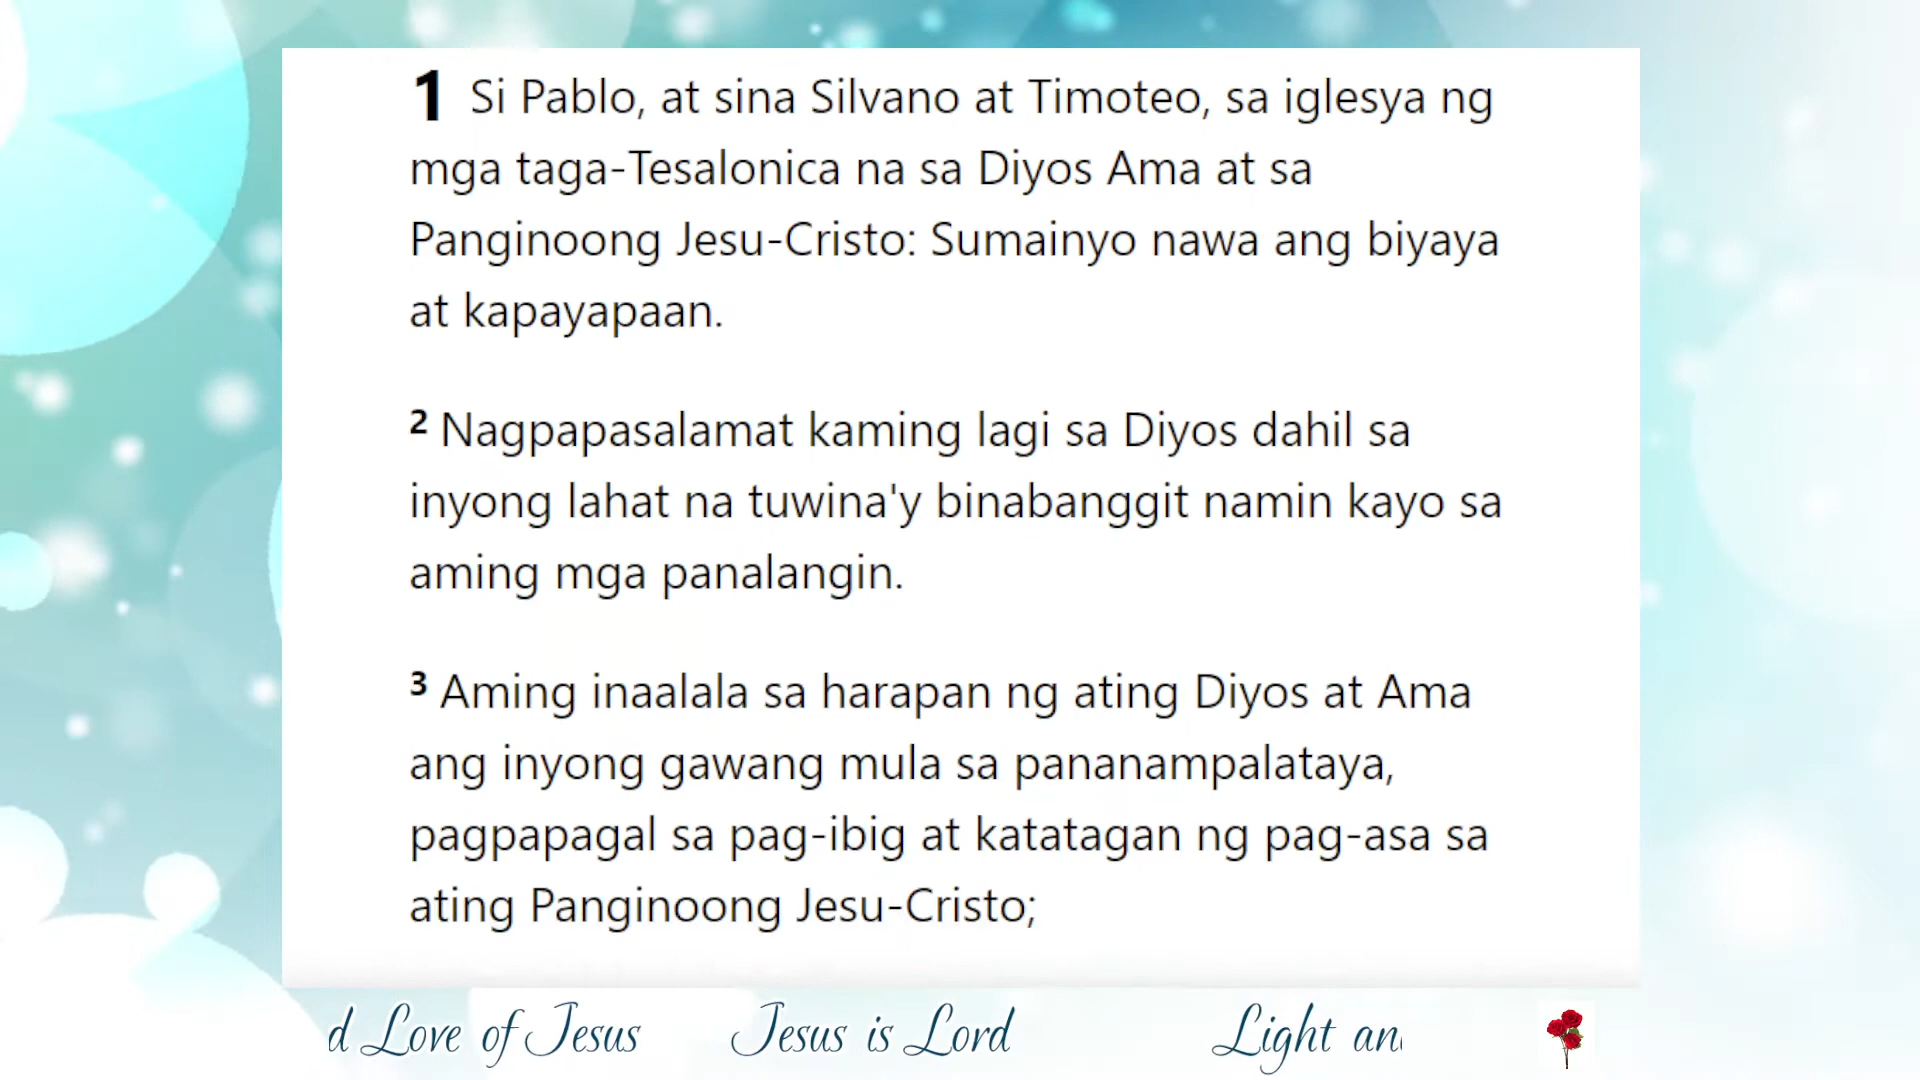 1 Si Pablo, at sina Silvano at Timoteo, sa iglesya ng
mga taga-Tesalonica na sa Diyos Ama at sa
Panginoong Jesu-Cristo: Sumainyo nawa ang biyaya
at kapayapaan.
2 Nagpapasalamat kaming lagi sa Diyos dahil sa
inyong lahat na tuwina'y binabanggit namin kayo sa
aming mga panalangin.
3 Aming inaalala sa harapan ng ating Diyos at Ama
ang inyong gawang mula sa pananampalataya,
pagpapagal sa pag-ibig at katatagan ng pag-asa sa
ating Panginoong Jesu-Cristo;
d Love of Jesus Jesus is Lord Light an